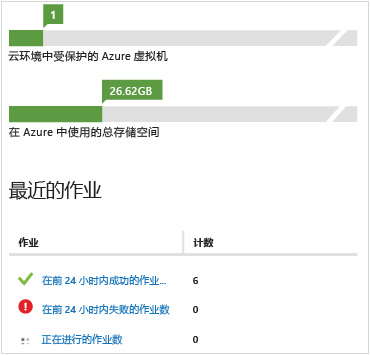 1
云环境中受保护的 Azure 虚拟机
26.62GB
在 Azure 中使用的总存储空间
最近的作业
作业 计数
在前 24 小时内成功的作业... 6
在前 24 小时内失败的作业数 0
正在进行的作业数 0